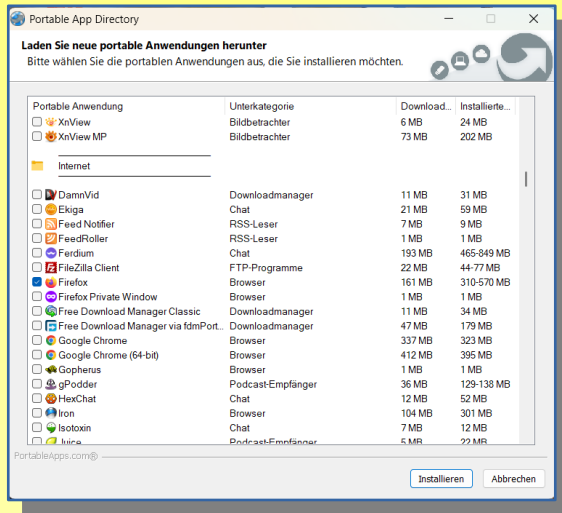 Portable App Directory
Laden Sie neue portable Anwendungen herunter
Bitte wählen Sie die portablen Anwendungen aus, die Sie installieren möchten.
Portable Anwendung Unterkategorie Download... Installierte...
XnView Bildbetrachter 6 MB 24 MB
XnView MP Bildbetrachter 73 MB 202 MB
Internet
DamnVid Downloadmanager 11 MB 31 MB
Ekiga Chat 21 MB 59 MB
Feed Notifier RSS-Leser 7 MB 9 MB
FeedRoller RSS-Leser 1 MB 1 MB
Ferdium Chat 193 MB 465-849 MB
FileZilla Client FTP-Programme 22 MB 44-77 MB
Firefox Browser 161 MB 310-570 MB
Firefox Private Window Browser 1 MB 1 MB
Free Download Manager Classic Downloadmanager 11 MB 34 MB
Free Download Manager via fdmPort... Downloadmanager 47 MB 179 MB
Google Chrome Browser 337 MB 323 MB
Google Chrome (64-bit) Browser 412 MB 395 MB
Gopherus Browser 1 MB 1 MB
gPodder Podcast-Empfänger 36 MB 129-138 MB
HexChat Chat 12 MB 52 MB
Iron Browser 104 MB 301 MB
Isotoxin Chat 7 MB 12 MB
Juice Podcast-Empfänger 5 MB 22 MB
PortableApps.com®
Installieren Abbrechen